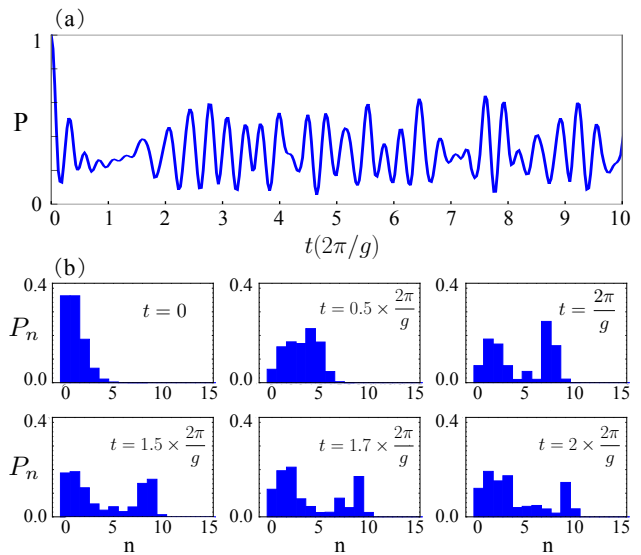 (a)
1
P
0
0 1 2 3 4 5 6 7 8 9 10
t(2π/g)
(b)
0.4 0.4 0.4
P_n
t = 0
t = 0.5 × 2π/g
t = 2π/g
0.0 0.0 0.0
0 5 10 15 0 5 10 15 0 5 10 15
0.4 0.4 0.4
P_n
t = 1.5 × 2π/g
t = 1.7 × 2π/g
t = 2 × 2π/g
0.0 0.0 0.0
0 5 10 15 0 5 10 15 0 5 10 15
n n n